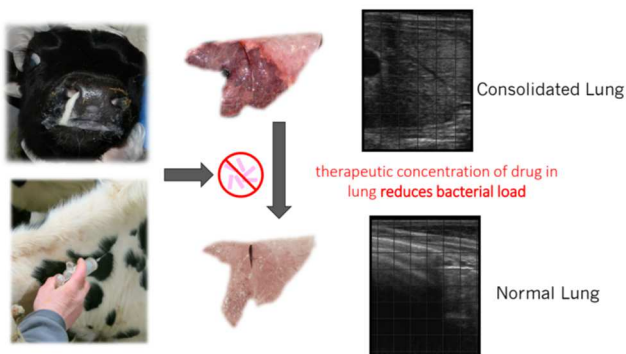 Consolidated Lung
therapeutic concentration of drug in
lung reduces bacterial load
Normal Lung